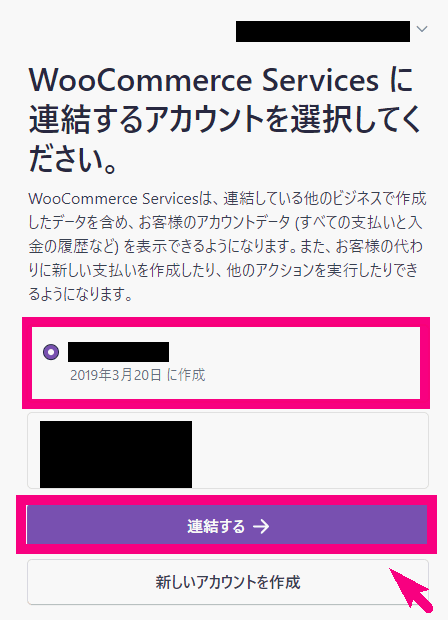 WooCommerce Services に
連結するアカウントを選択してく
ださい。
WooCommerce Servicesは、連結している他のビジネスで作成
したデータを含め、お客様のアカウントデータ (すべての支払いと入
金の履歴など) を表示できるようになります。また、お客様の代わ
りに新しい支払いを作成したり、他のアクションを実行したりでき
るようになります。
2019年3月20日 に作成
連結する →
新しいアカウントを作成